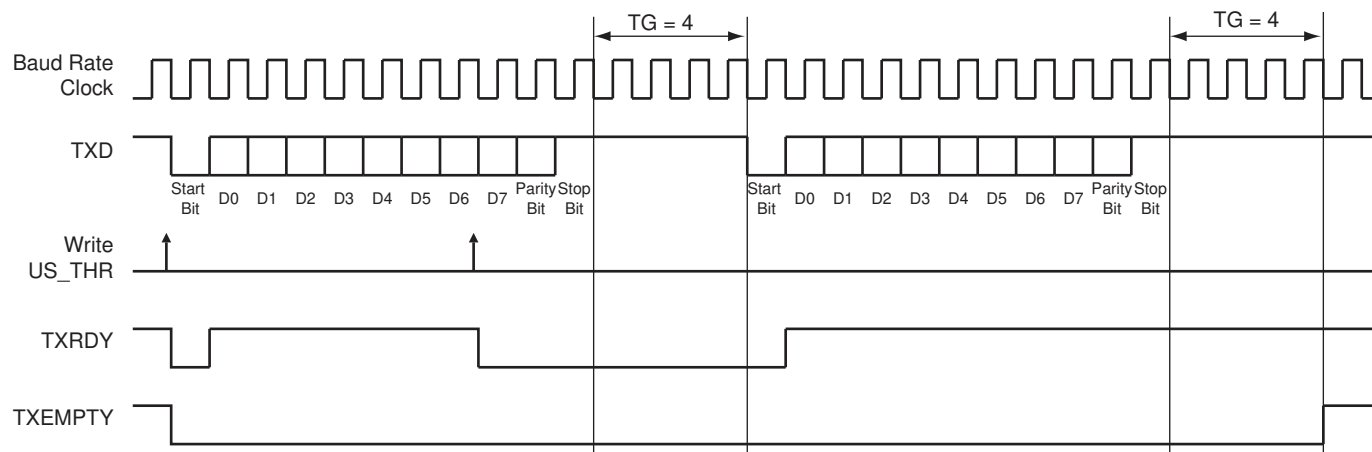 TG = 4
TG = 4
Baud Rate
Clock
TXD
Start
Bit
D0
D1
D2
D3
D4
D5
D6
D7
Parity
Bit
Stop
Bit
Start
Bit
D0
D1
D2
D3
D4
D5
D6
D7
Parity
Bit
Stop
Bit
Write
US_THR
TXRDY
TXEMPTY